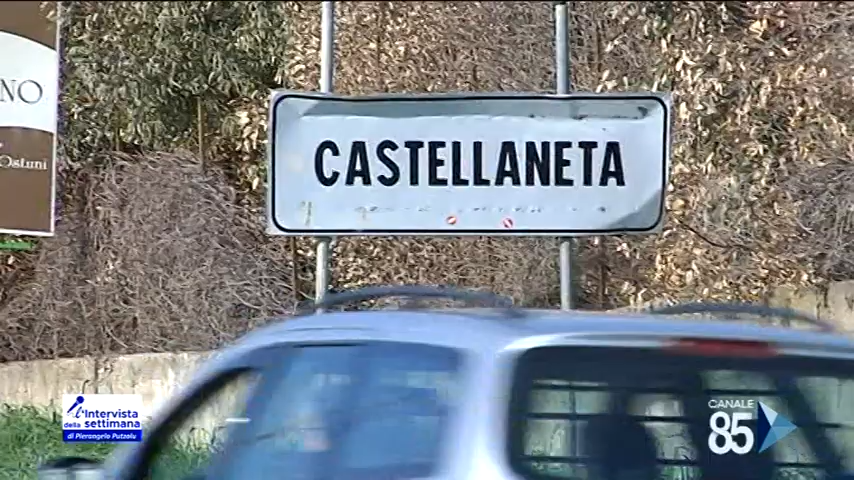 NO
Ostuni
CASTELLANETA
l'Intervista
della settimana
di Pierangelo Putzolu
CANALE
85